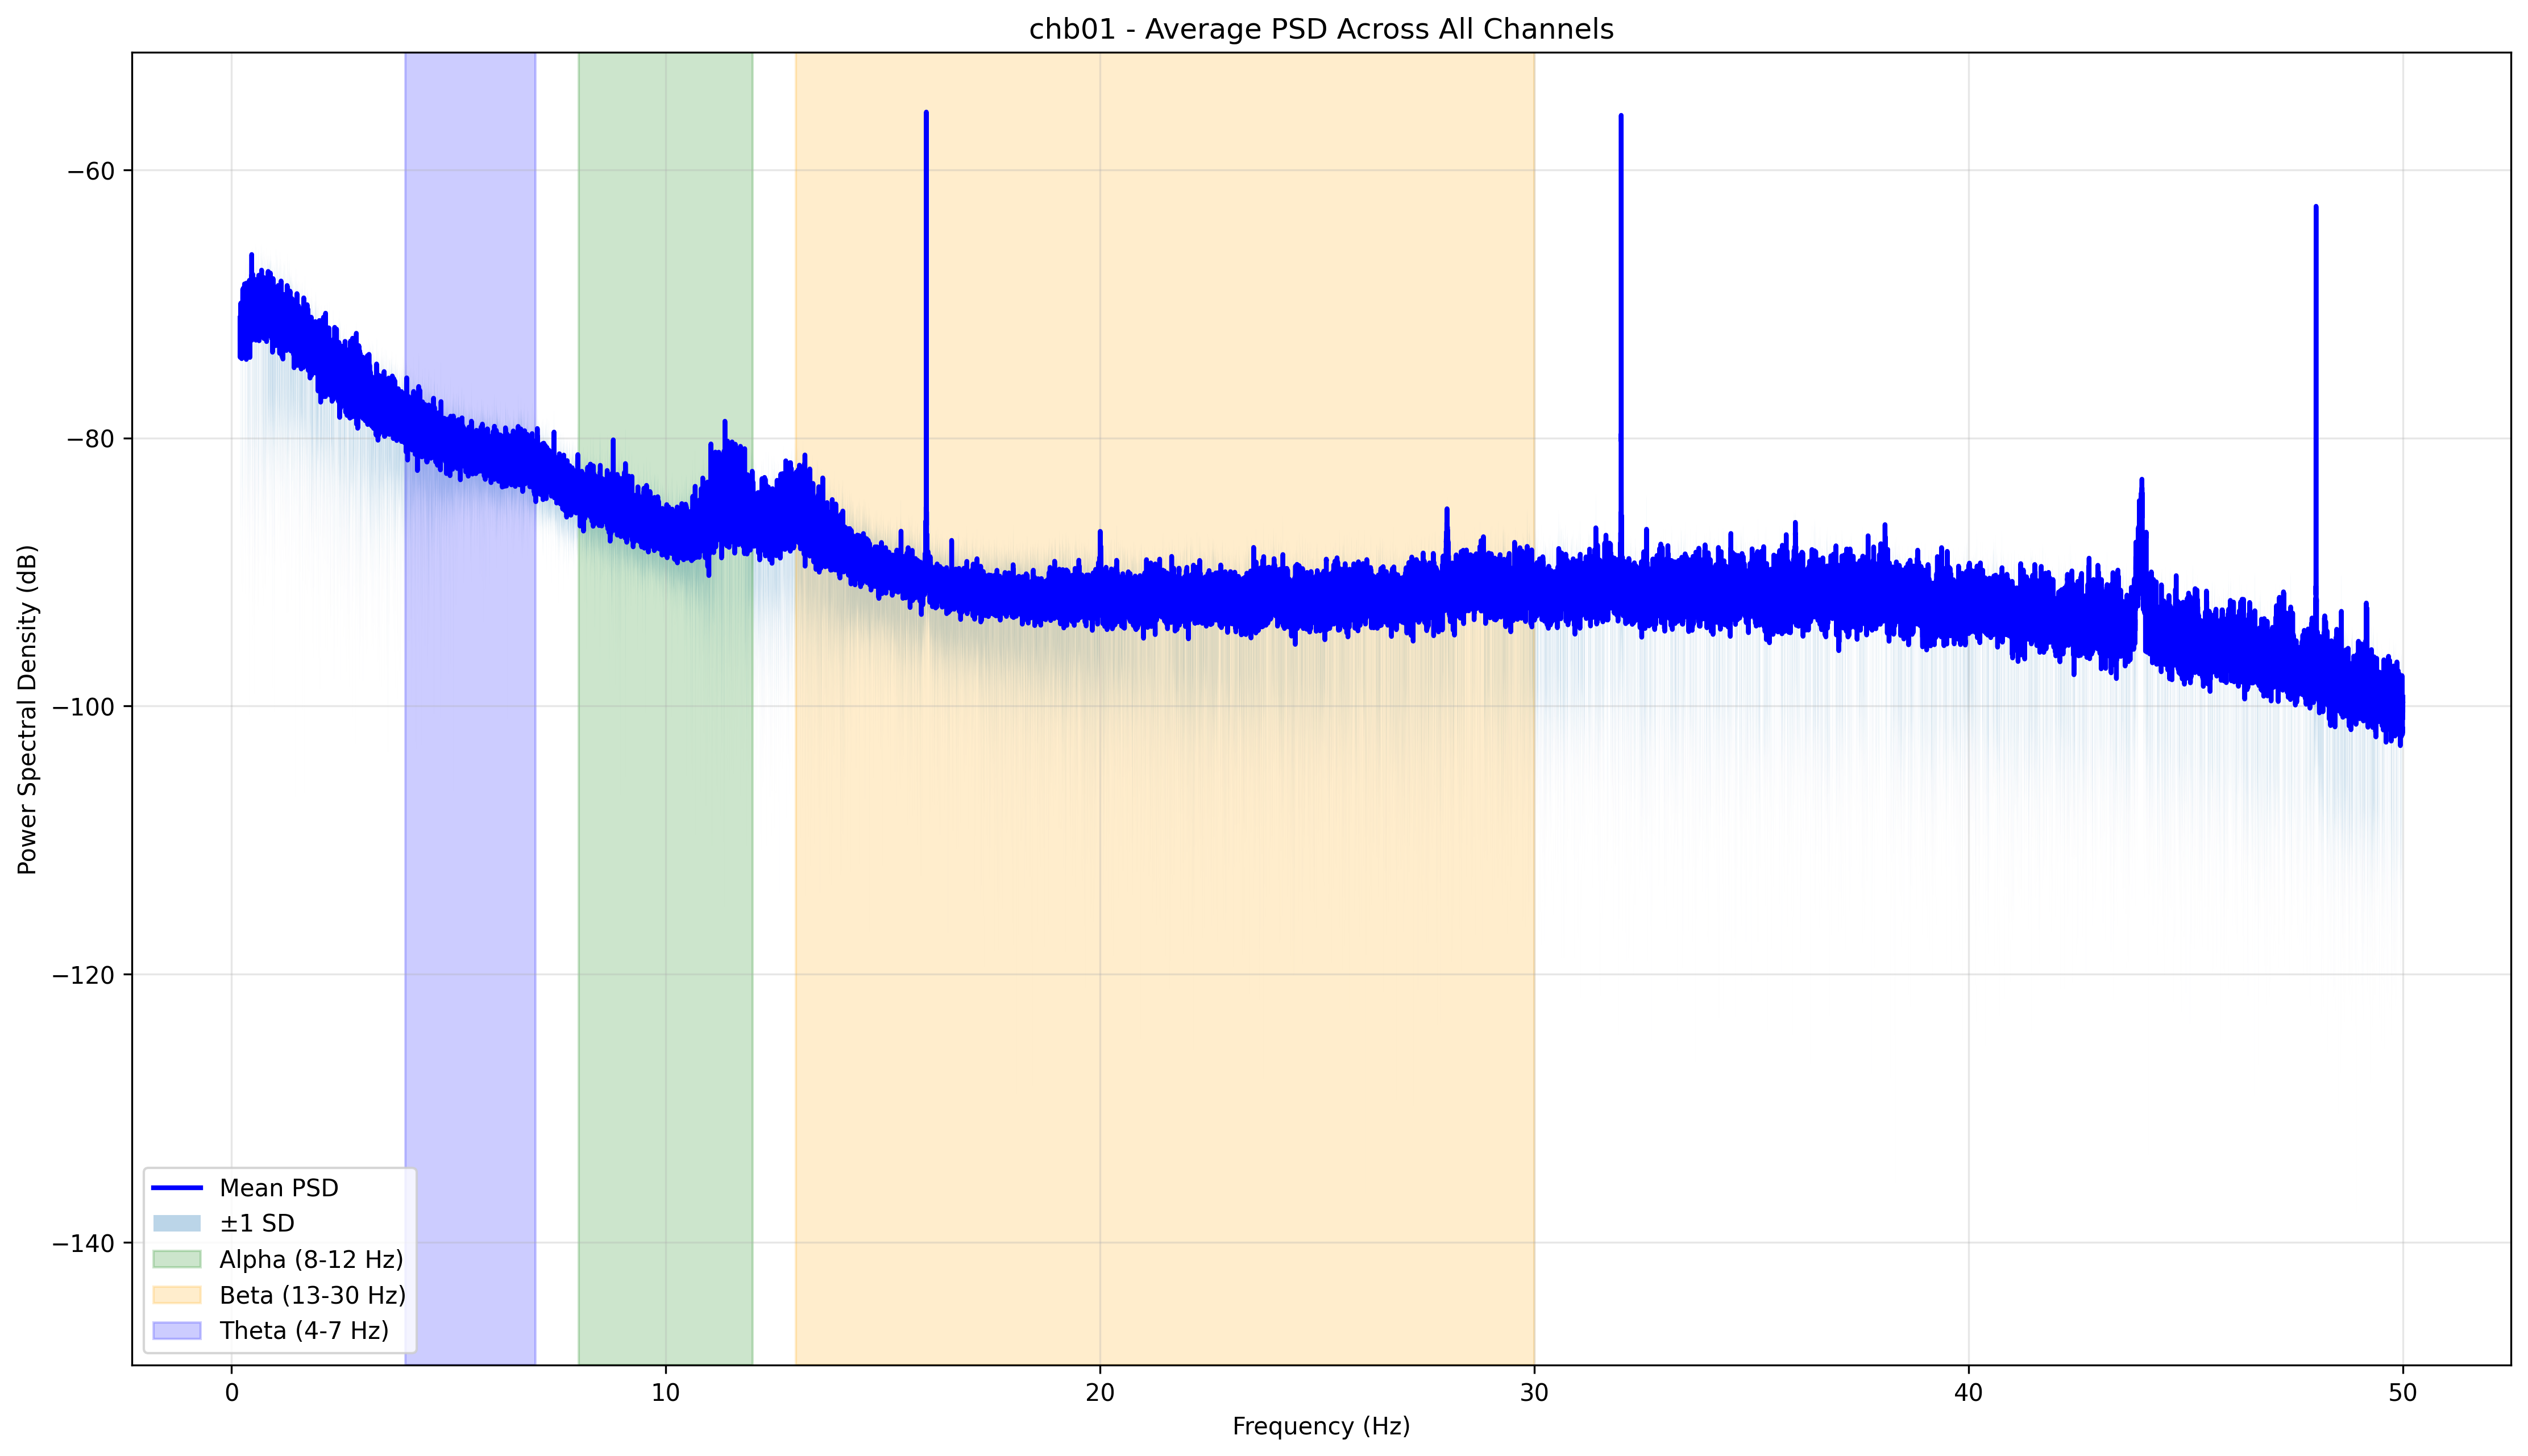 chb01 - Average PSD Across All Channels
Power Spectral Density (dB)
−60
−80
−100
−120
−140
Mean PSD
±1 SD
Alpha (8-12 Hz)
Beta (13-30 Hz)
Theta (4-7 Hz)
0
10
20
30
40
50
Frequency (Hz)